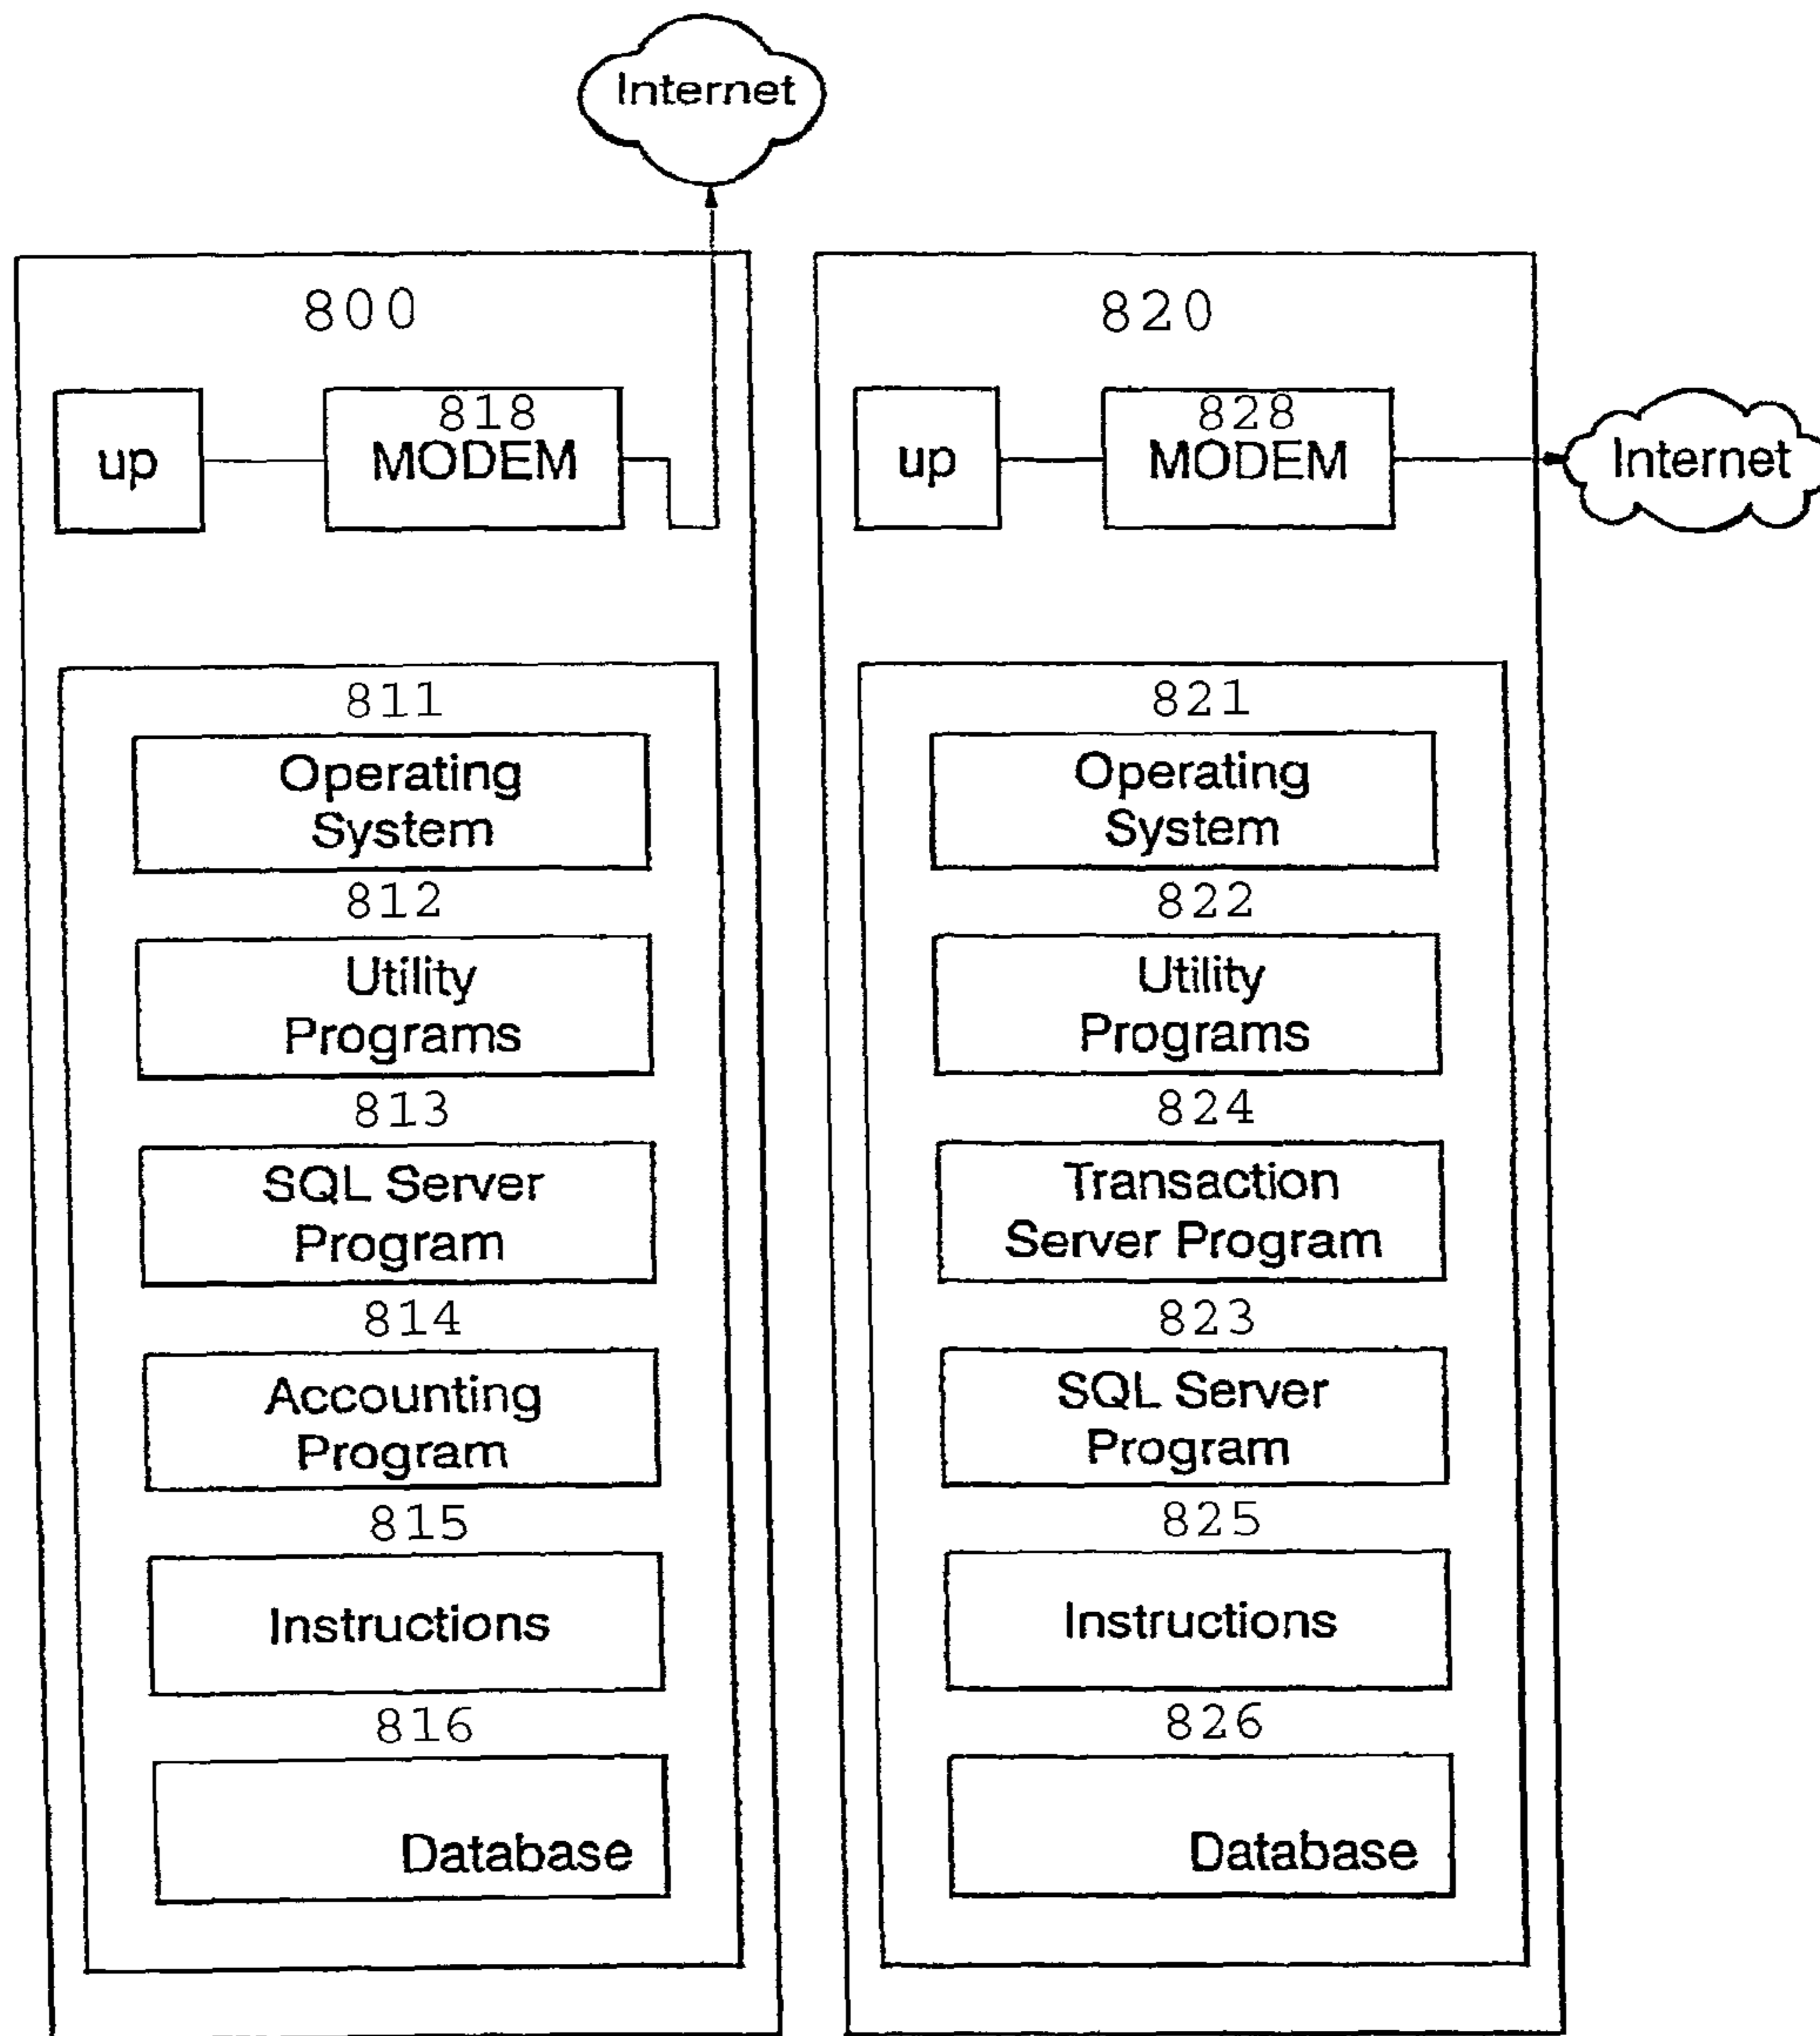 Internet
800
818
up
MODEM
811
Operating
System
812
Utility
Programs
813
SQL Server
Program
814
Accounting
Program
815
Instructions
816
Database
820
828
up
MODEM
Internet
821
Operating
System
822
Utility
Programs
824
Transaction
Server Program
823
SQL Server
Program
825
Instructions
826
Database